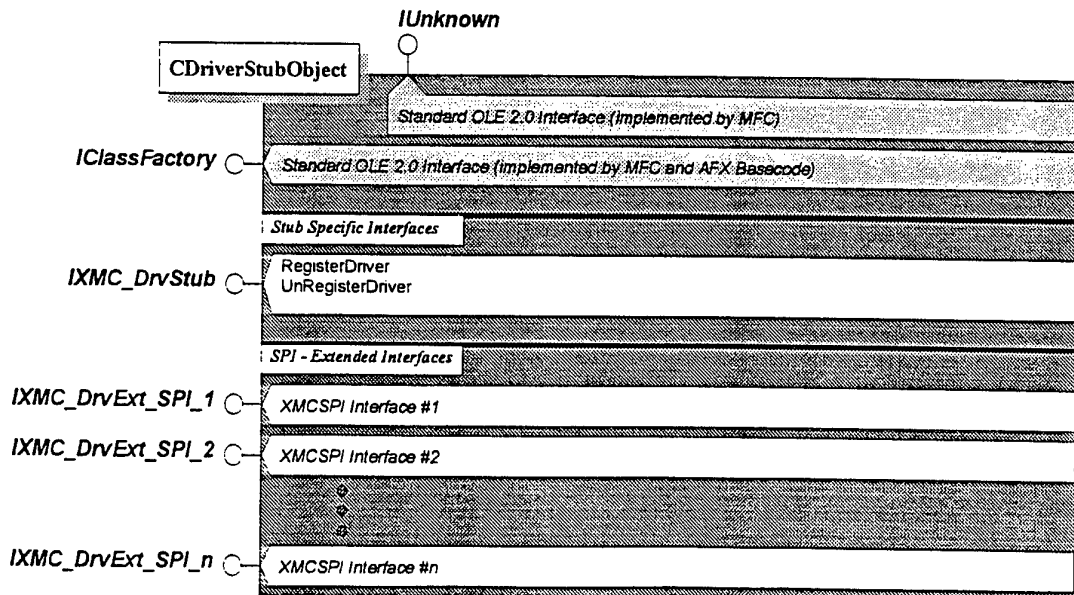 IUnknown
CDriverStubObject
Standard OLE 2.0 Interface (implemented by MFC)
IClassFactory
Standard OLE 2.0 Interface (implemented by MFC and AFX Basecode)
Stub Specific Interfaces
IXMC_DrvStub
RegisterDriver
UnRegisterDriver
SPI - Extended Interfaces
IXMC_DrvExt_SPI_1
XMCSPI Interface #1
IXMC_DrvExt_SPI_2
XMCSPI Interface #2
IXMC_DrvExt_SPI_n
XMCSPI Interface #n